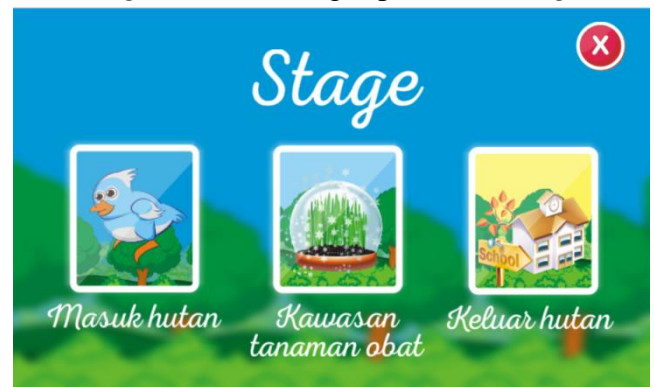 Stage
X
School
Masuk hutan
Kawasan
tanaman obat
Keluar hutan